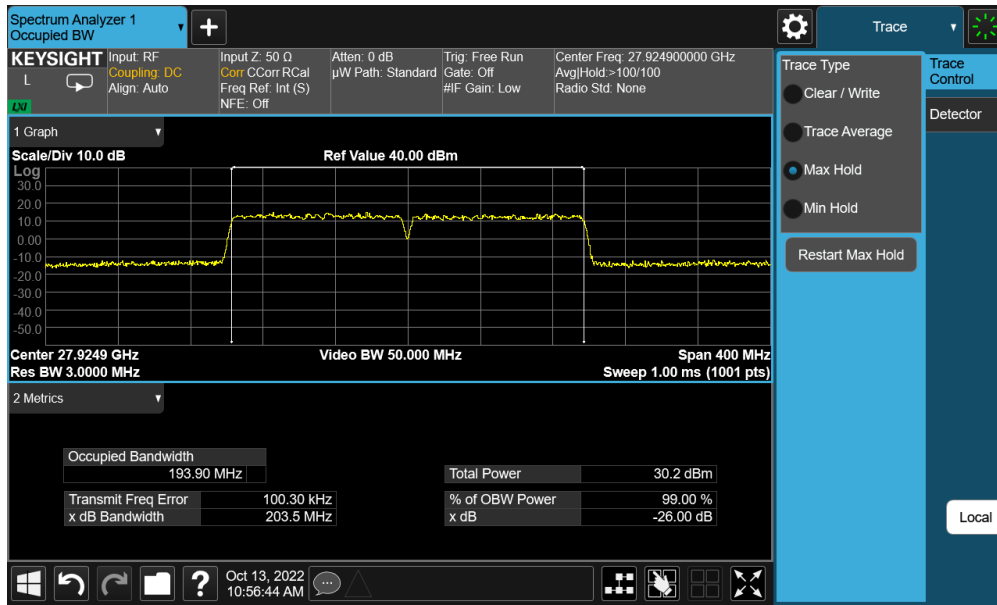 Spectrum Analyzer 1
Occupied BW
+
Trace
KEYSIGHT
L
LXI
Input: RF
Coupling: DC
Align: Auto
Input Z: 50 Ω
Corr CCorr RCal
Freq Ref: Int (S)
NFE: Off
Atten: 0 dB
µW Path: Standard
Trig: Free Run
Gate: Off
#IF Gain: Low
Center Freq: 27.924900000 GHz
Avg|Hold:>100/100
Radio Std: None
Trace Type
Clear / Write
Trace Average
Max Hold
Min Hold
Restart Max Hold
Trace
Control
Detector
Local
1 Graph
Scale/Div 10.0 dB
Ref Value 40.00 dBm
Log
30.0
20.0
10.0
0.00
-10.0
-20.0
-30.0
-40.0
-50.0
Center 27.9249 GHz
Video BW 50.000 MHz
Span 400 MHz
Res BW 3.0000 MHz
Sweep 1.00 ms (1001 pts)
2 Metrics
Occupied Bandwidth
193.90 MHz
Total Power 30.2 dBm
Transmit Freq Error 100.30 kHz
% of OBW Power 99.00 %
x dB Bandwidth 203.5 MHz
x dB -26.00 dB
?
Oct 13, 2022
10:56:44 AM